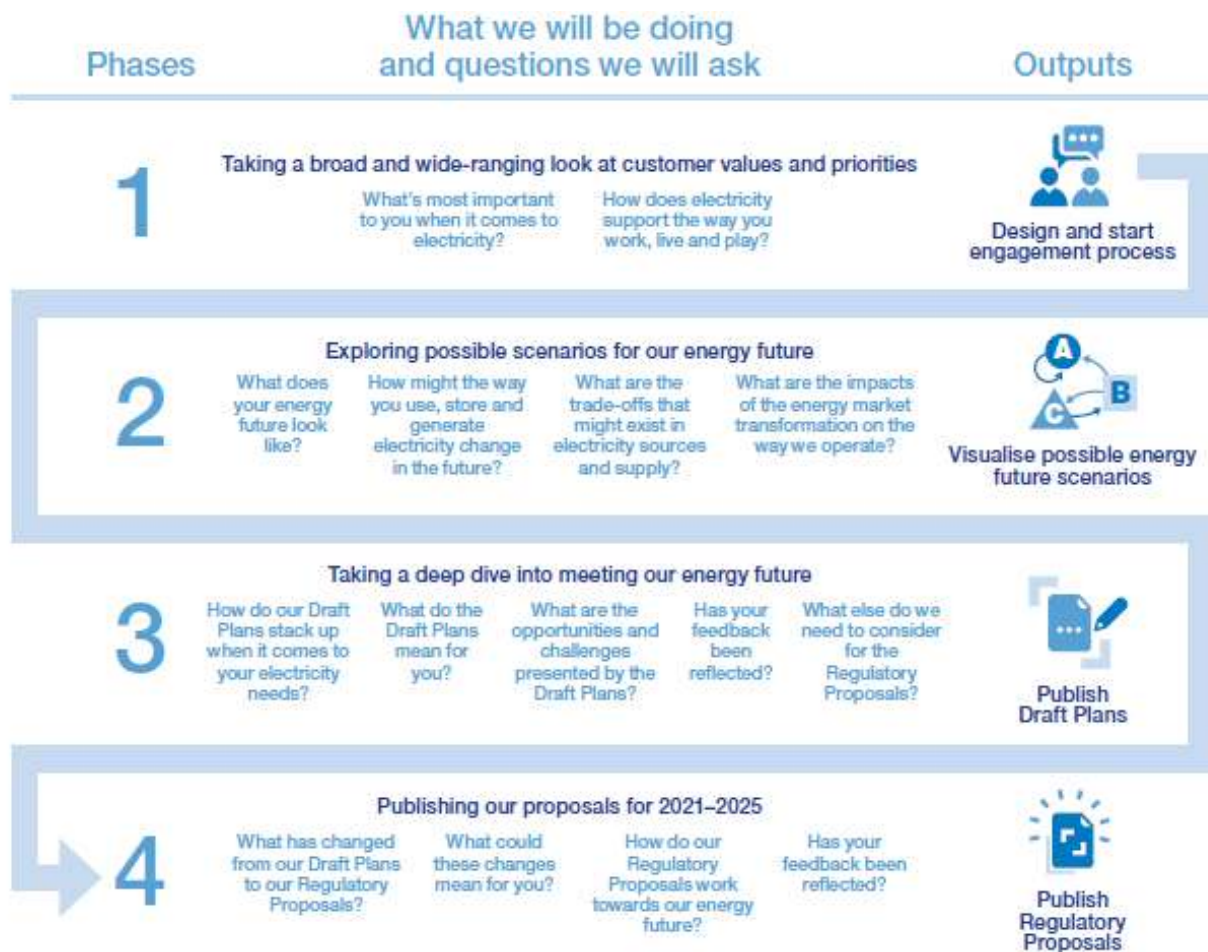 Phases
What we will be doing
and questions we will ask
Outputs
1
Taking a broad and wide-ranging look at customer values and priorities
What's most important
to you when it comes to
electricity?
How does electricity
support the way you
work, live and play?
Design and start
engagement process
2
Exploring possible scenarios for our energy future
What does
your energy
future look
like?
How might the way
you use, store and
generate
electricity change
in the future?
What are the
trade-offs that
might exist in
electricity sources
and supply?
What are the impacts
of the energy market
transformation on the
way we operate?
A
B
C
Visualise possible energy
future scenarios
3
Taking a deep dive into meeting our energy future
How do our Draft
Plans stack up
when it comes to
your electricity
needs?
What do the
Draft Plans
mean for
you?
What are the
opportunities and
challenges
presented by the
Draft Plans?
Has your
feedback
been
reflected?
What else do we
need to consider
for the
Regulatory
Proposals?
Publish
Draft Plans
4
Publishing our proposals for 2021–2025
What has changed
from our Draft Plans
to our Regulatory
Proposals?
What could
these changes
mean for you?
How do our
Regulatory
Proposals work
towards our energy
future?
Has your
feedback been
reflected?
Publish
Regulatory
Proposals